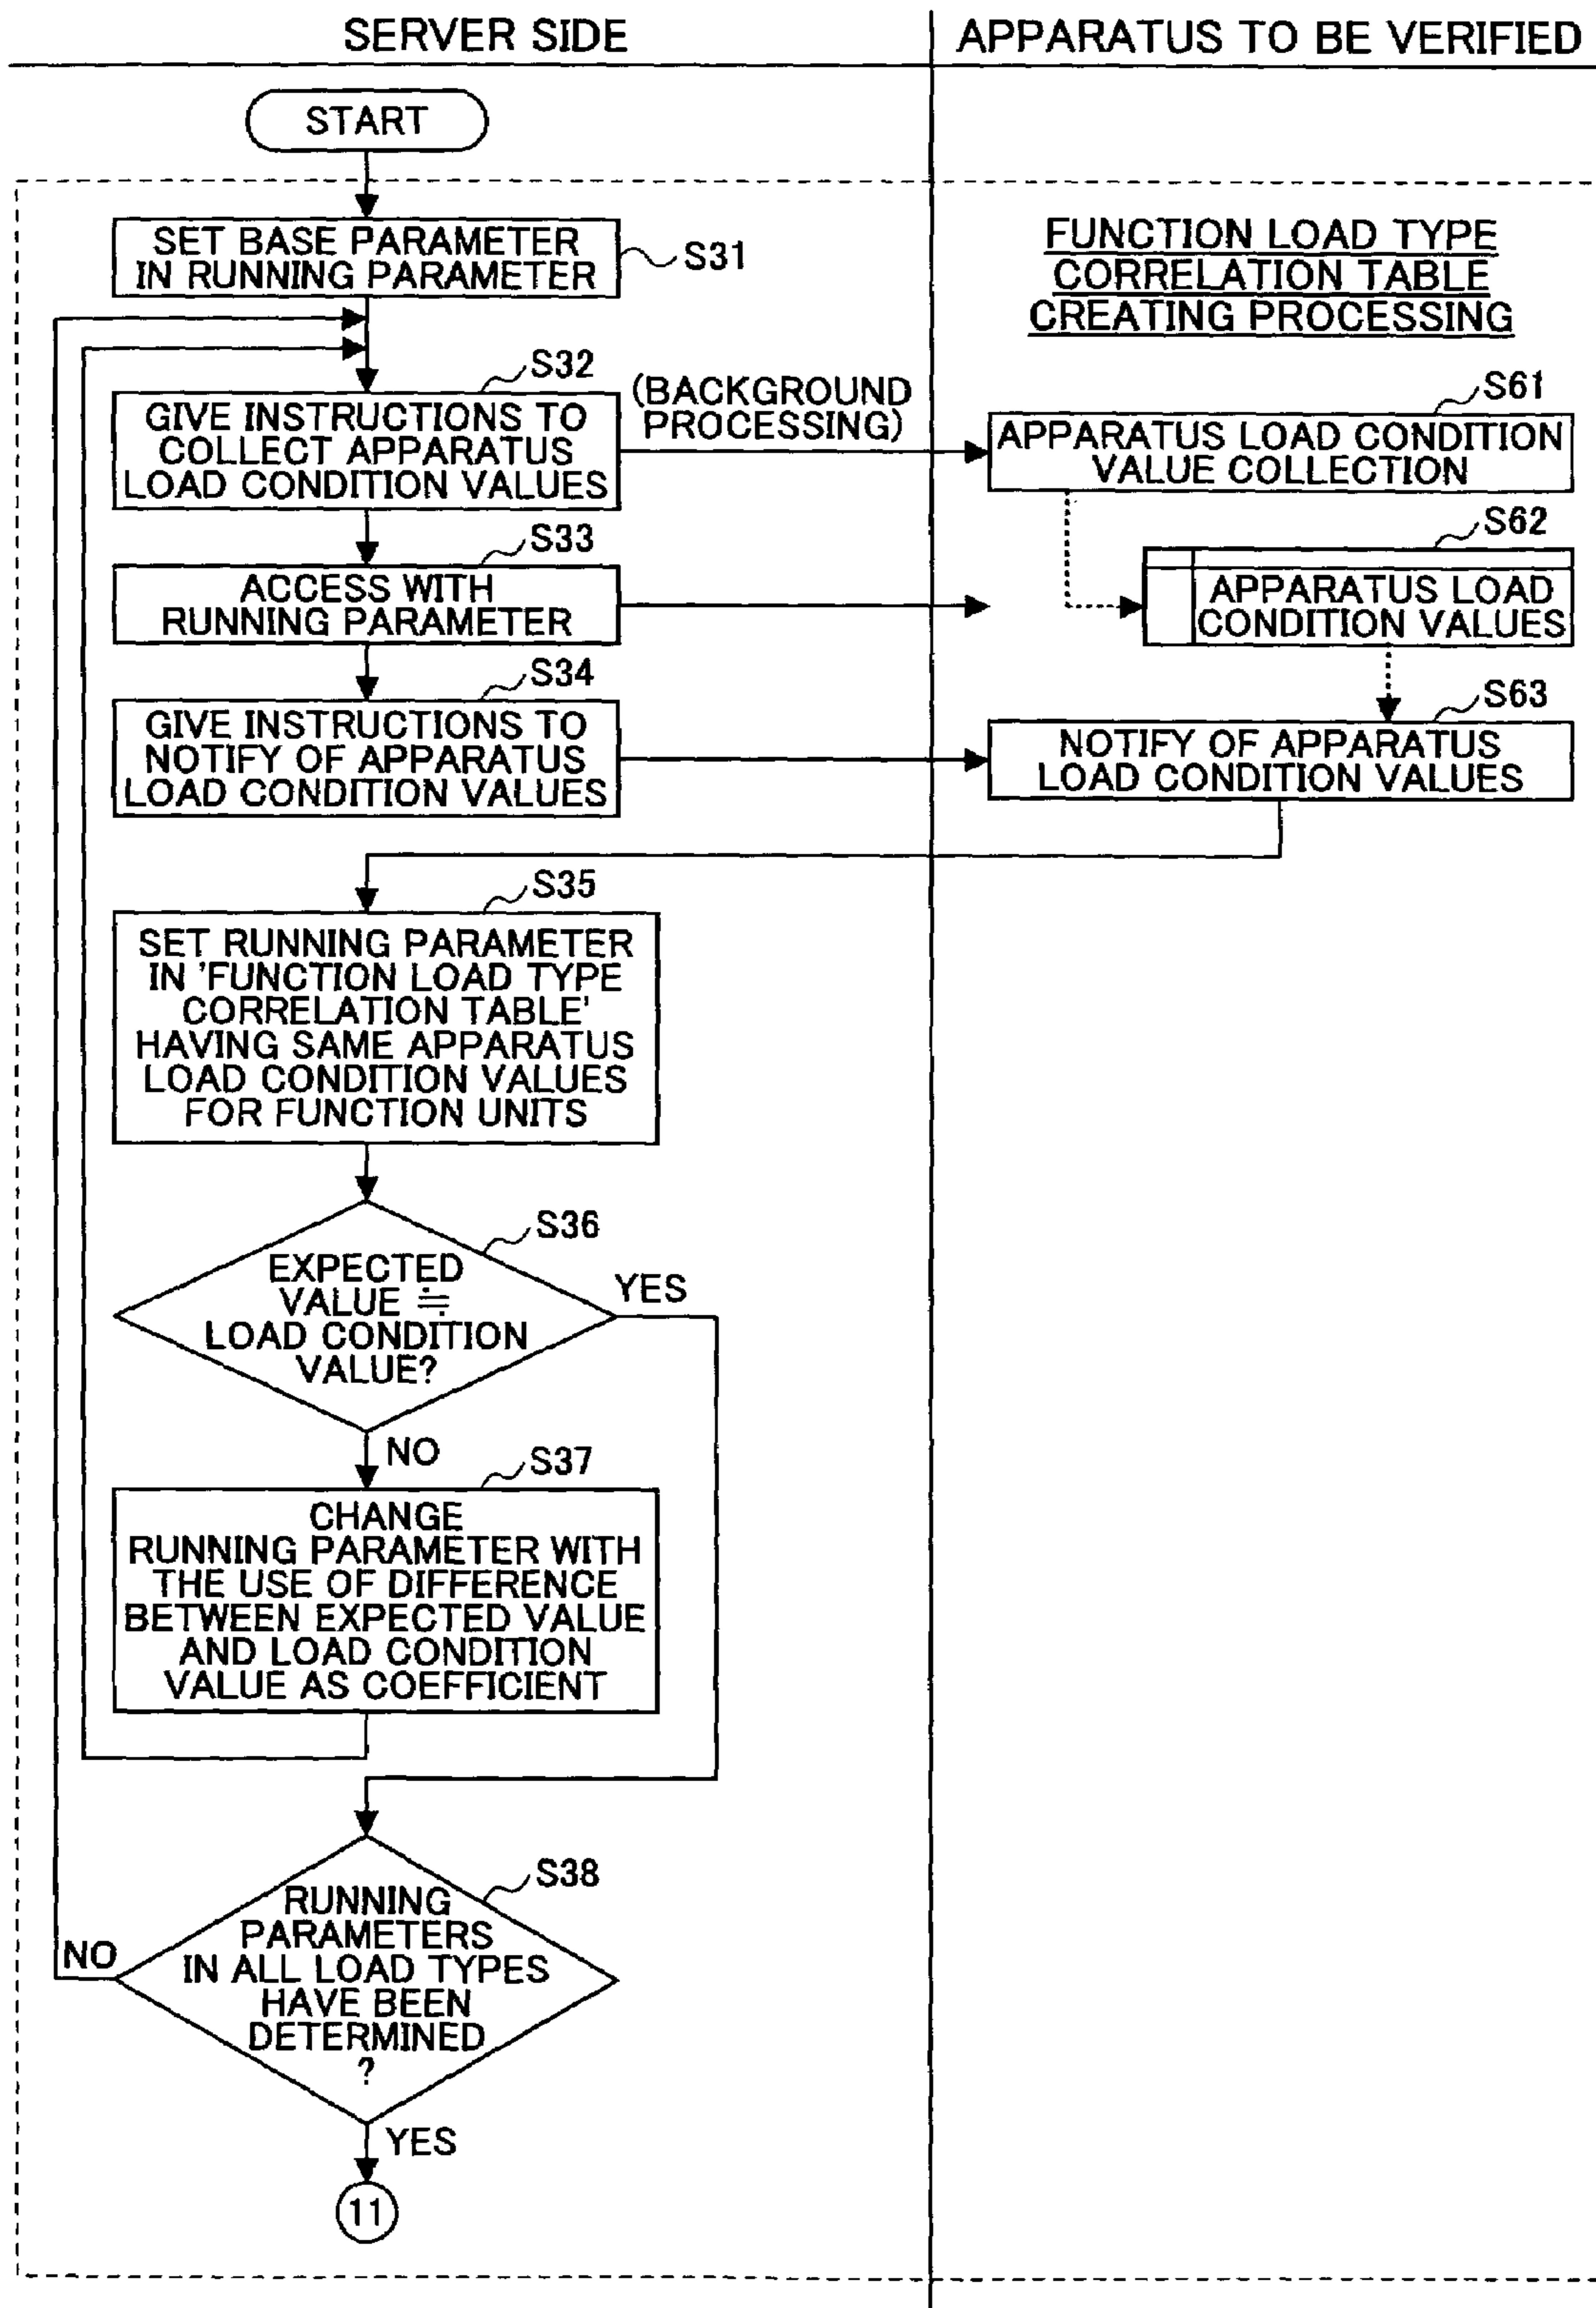 SERVER SIDE
APPARATUS TO BE VERIFIED
START
SET BASE PARAMETER
IN RUNNING PARAMETER
S31
FUNCTION LOAD TYPE
CORRELATION TABLE
CREATING PROCESSING
S32
GIVE INSTRUCTIONS TO
COLLECT APPARATUS
LOAD CONDITION VALUES
(BACKGROUND
PROCESSING)
S61
APPARATUS LOAD CONDITION
VALUE COLLECTION
S33
ACCESS WITH
RUNNING PARAMETER
S62
APPARATUS LOAD
CONDITION VALUES
S34
GIVE INSTRUCTIONS TO
NOTIFY OF APPARATUS
LOAD CONDITION VALUES
S63
NOTIFY OF APPARATUS
LOAD CONDITION VALUES
S35
SET RUNNING PARAMETER
IN 'FUNCTION LOAD TYPE
CORRELATION TABLE'
HAVING SAME APPARATUS
LOAD CONDITION VALUES
FOR FUNCTION UNITS
S36
EXPECTED
VALUE ≒
LOAD CONDITION
VALUE?
YES
NO
S37
CHANGE
RUNNING PARAMETER WITH
THE USE OF DIFFERENCE
BETWEEN EXPECTED VALUE
AND LOAD CONDITION
VALUE AS COEFFICIENT
S38
RUNNING
PARAMETERS
IN ALL LOAD TYPES
HAVE BEEN
DETERMINED
?
NO
YES
11